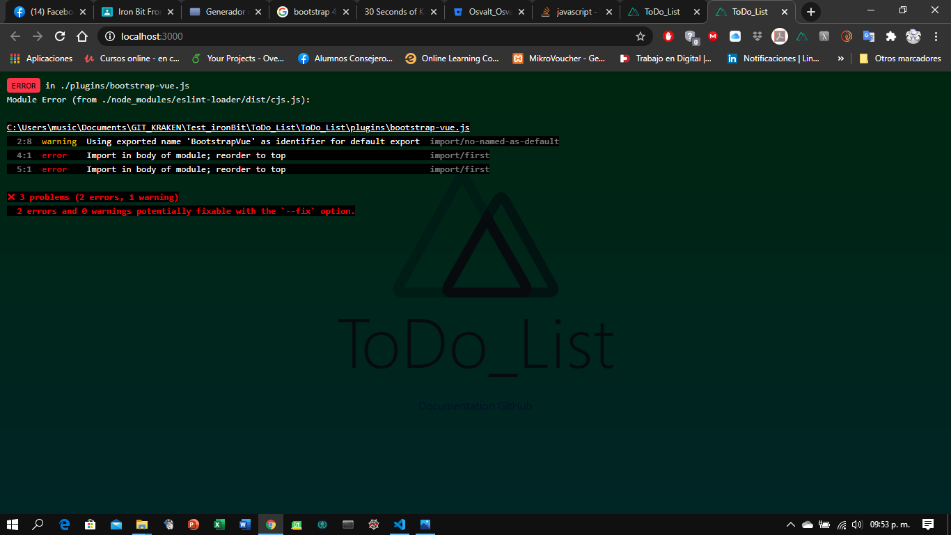 (14) Facebo
Iron Bit Fron
Generador
bootstrap 4
30 Seconds of K
Osvalt_Osva
javascript -
ToDo_List
ToDo_List
localhost:3000
Aplicaciones
Cursos online - en c...
Your Projects - Ove...
Alumnos Consejero...
Online Learning Co...
MikroVoucher - Ge...
Trabajo en Digital |...
Notificaciones | Lin...
»
Otros marcadores
ERROR in ./plugins/bootstrap-vue.js
Module Error (from ./node_modules/eslint-loader/dist/cjs.js):
C:\Users\music\Documents\GIT_KRAKEN\Test_ironBit\ToDo_List\ToDo_List\plugins\bootstrap-vue.js
2:8 warning Using exported name 'BootstrapVue' as identifier for default export import/no-named-as-default
4:1 error Import in body of module; reorder to top import/first
5:1 error Import in body of module; reorder to top import/first
✖ 3 problems (2 errors, 1 warning)
2 errors and 0 warnings potentially fixable with the `--fix` option.
ToDo_List
Documentation GitHub
09:53 p. m.